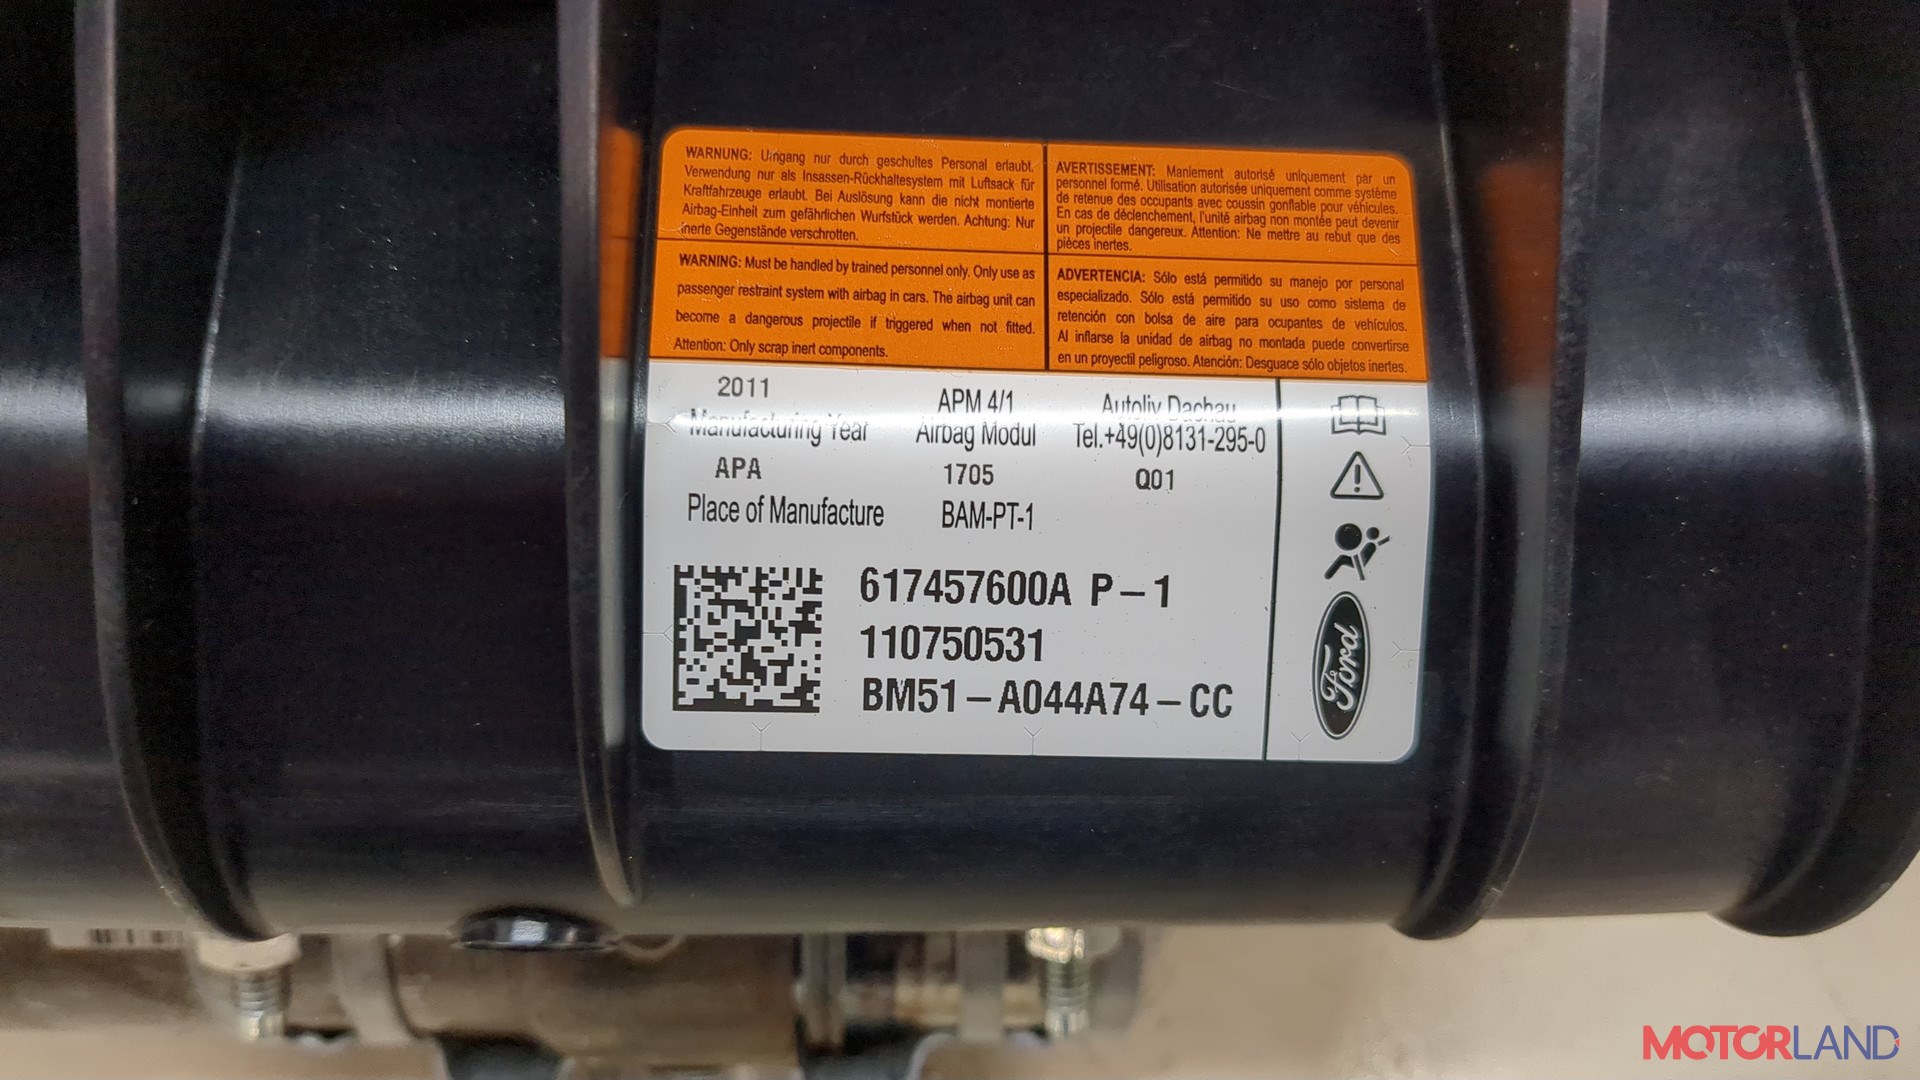 WARNUNG: Umgang nur durch geschultes Personal erlaubt.
Verwendung nur als Insassen-Rückhaltesystem mit Luftsack für
Kraftfahrzeuge erlaubt. Bei Auslösung kann die nicht montierte
Airbag-Einheit zum gefährlichen Wurfstück werden. Achtung: Nur
inerte Gegenstände verschrotten.
AVERTISSEMENT: Maniement autorisé uniquement par un
personnel formé. Utilisation autorisée uniquement comme système
de retenue des occupants avec coussin gonflable pour véhicules.
En cas de déclenchement, l'unité airbag non montée peut devenir
un projectile dangereux. Attention: Ne mettre au rebut que des
pièces inertes.
WARNING: Must be handled by trained personnel only. Only use as
passenger restraint system with airbag in cars. The airbag unit can
become a dangerous projectile if triggered when not fitted.
Attention: Only scrap inert components.
ADVERTENCIA: Sólo está permitido su manejo por personal
especializado. Sólo está permitido su uso como sistema de
retención con bolsa de aire para ocupantes de vehículos.
Al inflarse la unidad de airbag no montada puede convertirse
en un proyectil peligroso. Atención: Desguace sólo objetos inertes.
2011 APM 4/1 Autoliv Dachau
Manufacturing Year Airbag Modul Tel.+49(0)8131-295-0
APA 1705 Q01
Place of Manufacture BAM-PT-1
617457600A P-1
110750531
BM51-A044A74-CC
Ford
MOTORLAND